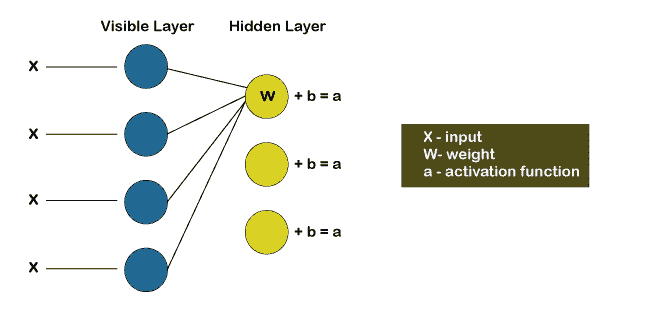 Visible Layer Hidden Layer
X
W + b = a
X
+ b = a
X
+ b = a
X
X - input
W- weight
a - activation function